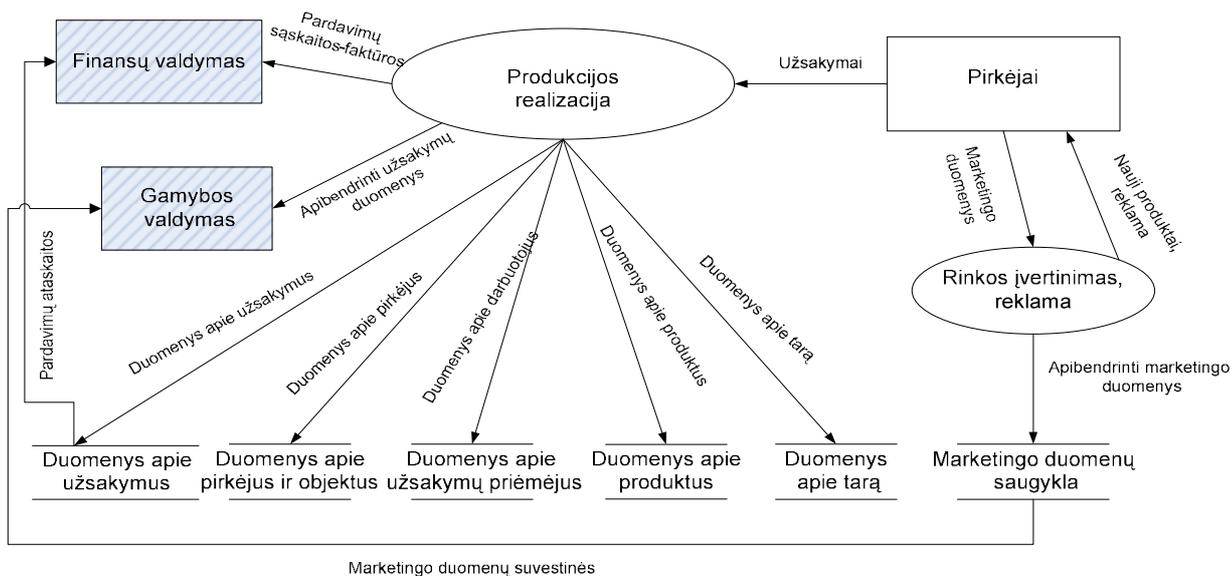 Pardavimų
sąskaitos-faktūros
Finansų valdymas
Produkcijos
realizacija
Užsakymai
Pirkėjai
Apibendrinti užsakymų
duomenys
Marketingo
duomenys
Nauji produktai,
reklama
Gamybos
valdymas
Pardavimų ataskaitos
Duomenys apie užsakymus
Duomenys apie pirkėjus
Duomenys apie darbuotojus
Duomenys apie produktus
Duomenys apie tarą
Rinkos įvertinimas,
reklama
Apibendrinti marketingo
duomenys
Duomenys apie
užsakymus
Duomenys apie
pirkėjus ir objektus
Duomenys apie
užsakymų priėmėjus
Duomenys apie
produktus
Duomenys
apie tarą
Marketingo duomenų
saugykla
Marketingo duomenų suvestinės